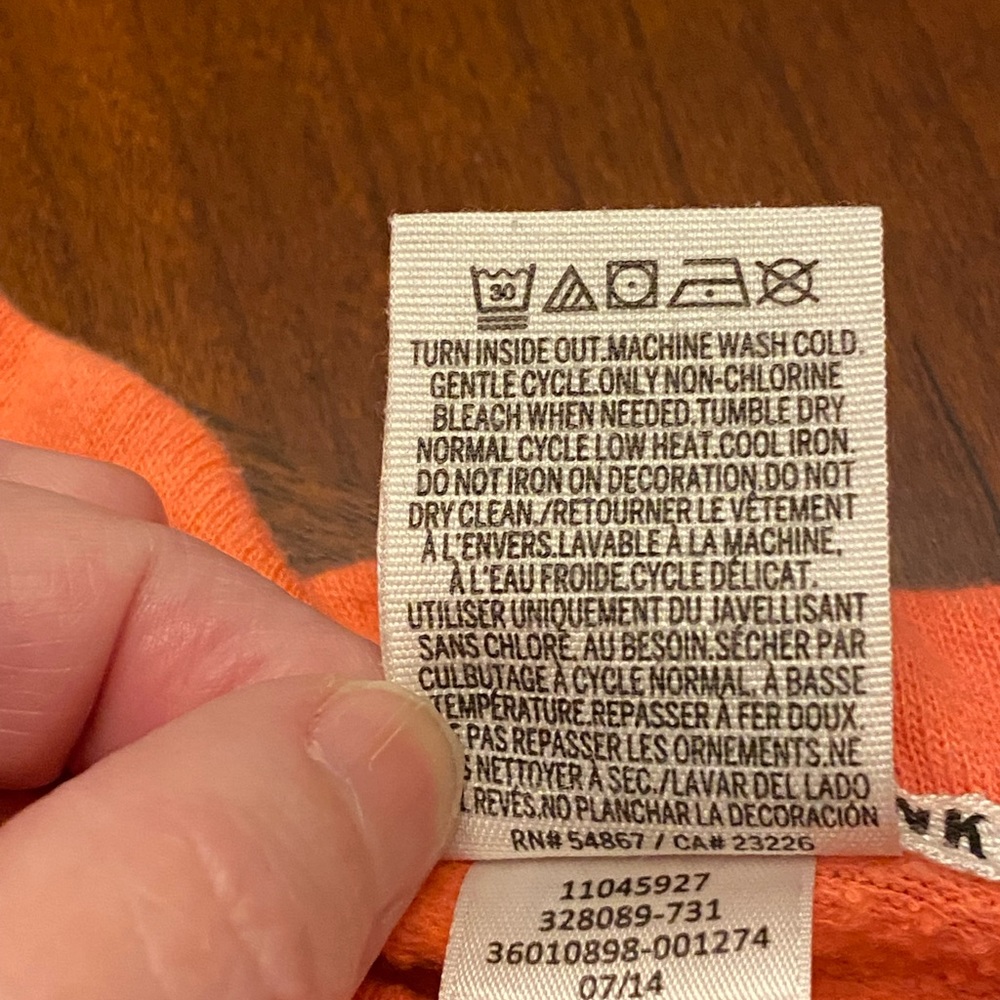 30
TURN INSIDE OUT.MACHINE WASH COLD.
GENTLE CYCLE.ONLY NON-CHLORINE
BLEACH WHEN NEEDED.TUMBLE DRY
NORMAL CYCLE LOW HEAT.COOL IRON.
DO NOT IRON ON DECORATION.DO NOT
DRY CLEAN./RETOURNER LE VÊTEMENT
À L'ENVERS.LAVABLE À LA MACHINE,
À L'EAU FROIDE.CYCLE DÉLICAT.
UTILISER UNIQUEMENT DU JAVELLISANT
SANS CHLORE, AU BESOIN.SÉCHER PAR
CULBUTAGE À CYCLE NORMAL, À BASSE
TEMPÉRATURE.REPASSER À FER DOUX.
PAS REPASSER LES ORNEMENTS.NE
NETTOYER À SEC./LAVAR DEL LADO
REVÉS.NO PLANCHAR LA DECORACIÓN
RN# 54867 / CA# 23226
11045927
328089-731
36010898-001274
07/14